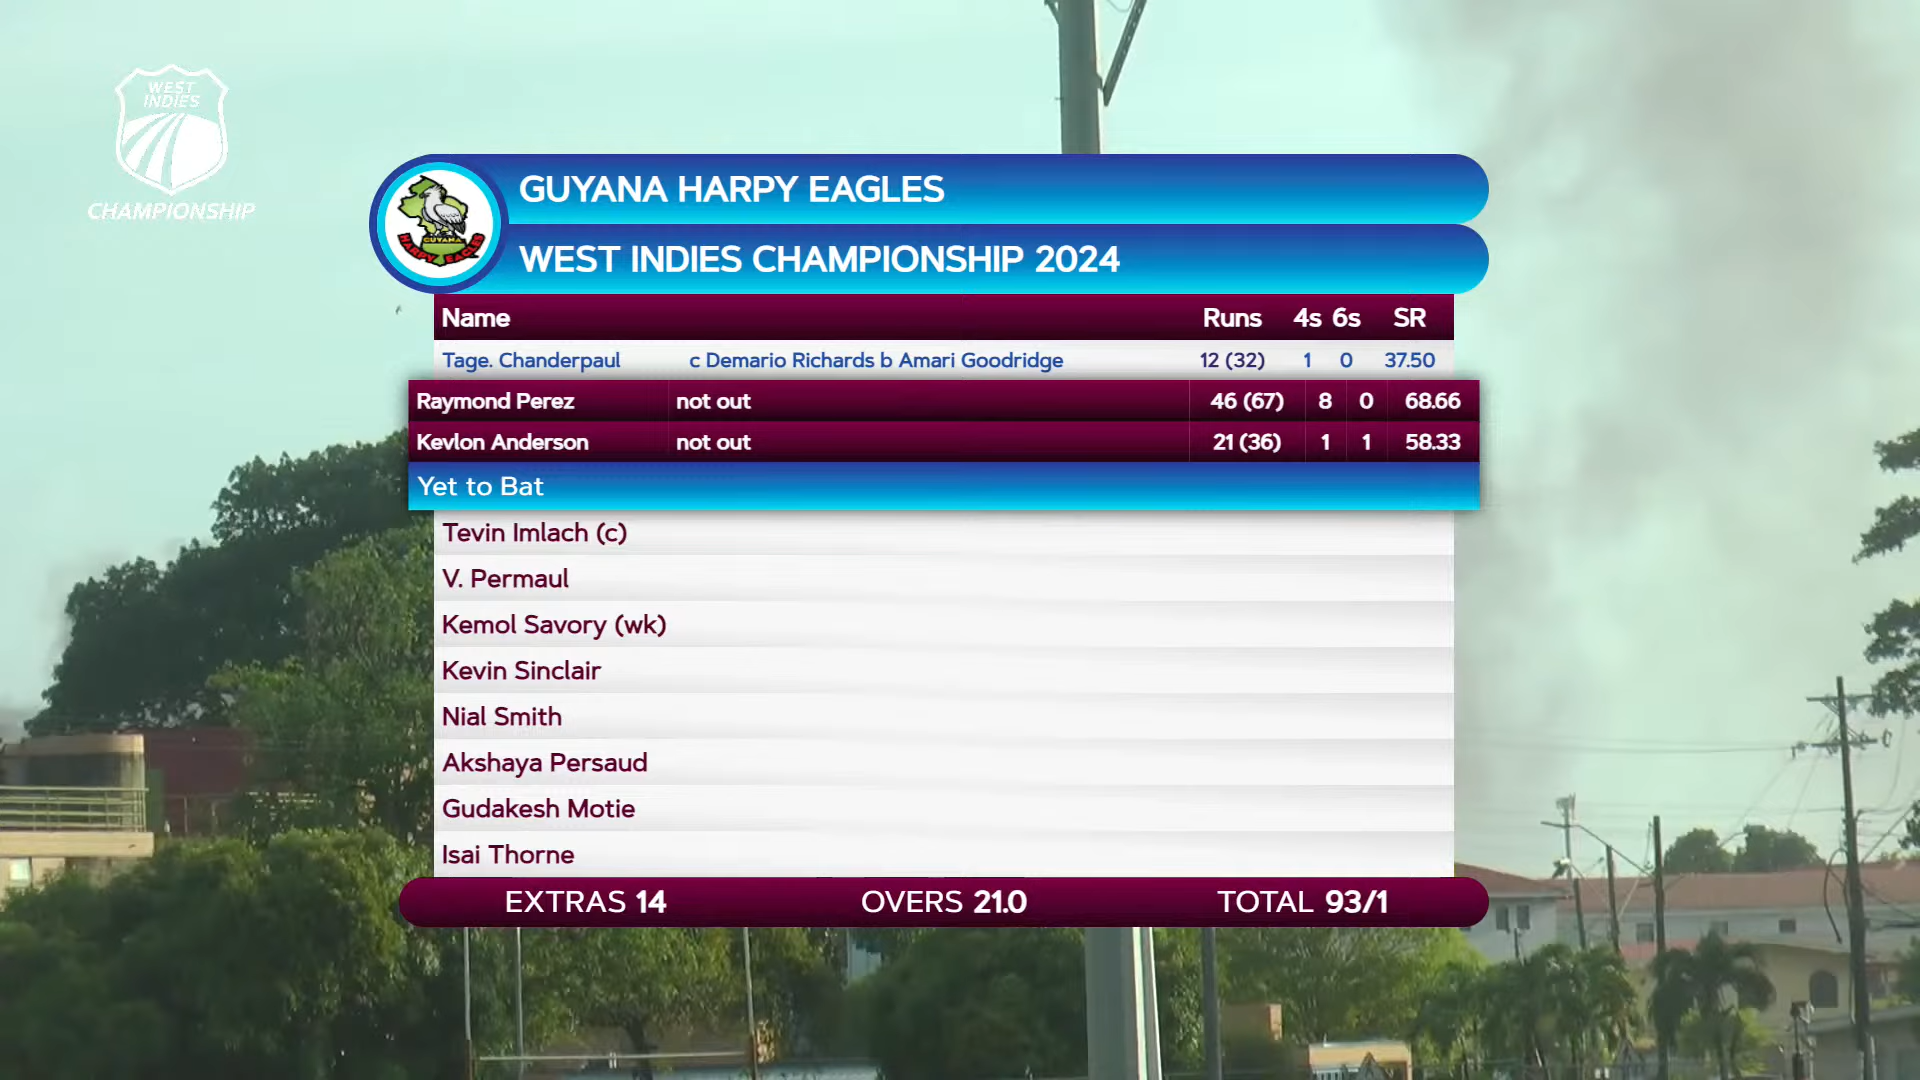 WEST
INDIES
CHAMPIONSHIP
GUYANA
HARPY EAGLES
GUYANA HARPY EAGLES
WEST INDIES CHAMPIONSHIP 2024
Name Runs 4s 6s SR
Tage. Chanderpaul c Demario Richards b Amari Goodridge 12 (32) 1 0 37.50
Raymond Perez not out 46 (67) 8 0 68.66
Kevlon Anderson not out 21 (36) 1 1 58.33
Yet to Bat
Tevin Imlach (c)
V. Permaul
Kemol Savory (wk)
Kevin Sinclair
Nial Smith
Akshaya Persaud
Gudakesh Motie
Isai Thorne
EXTRAS 14 OVERS 21.0 TOTAL 93/1